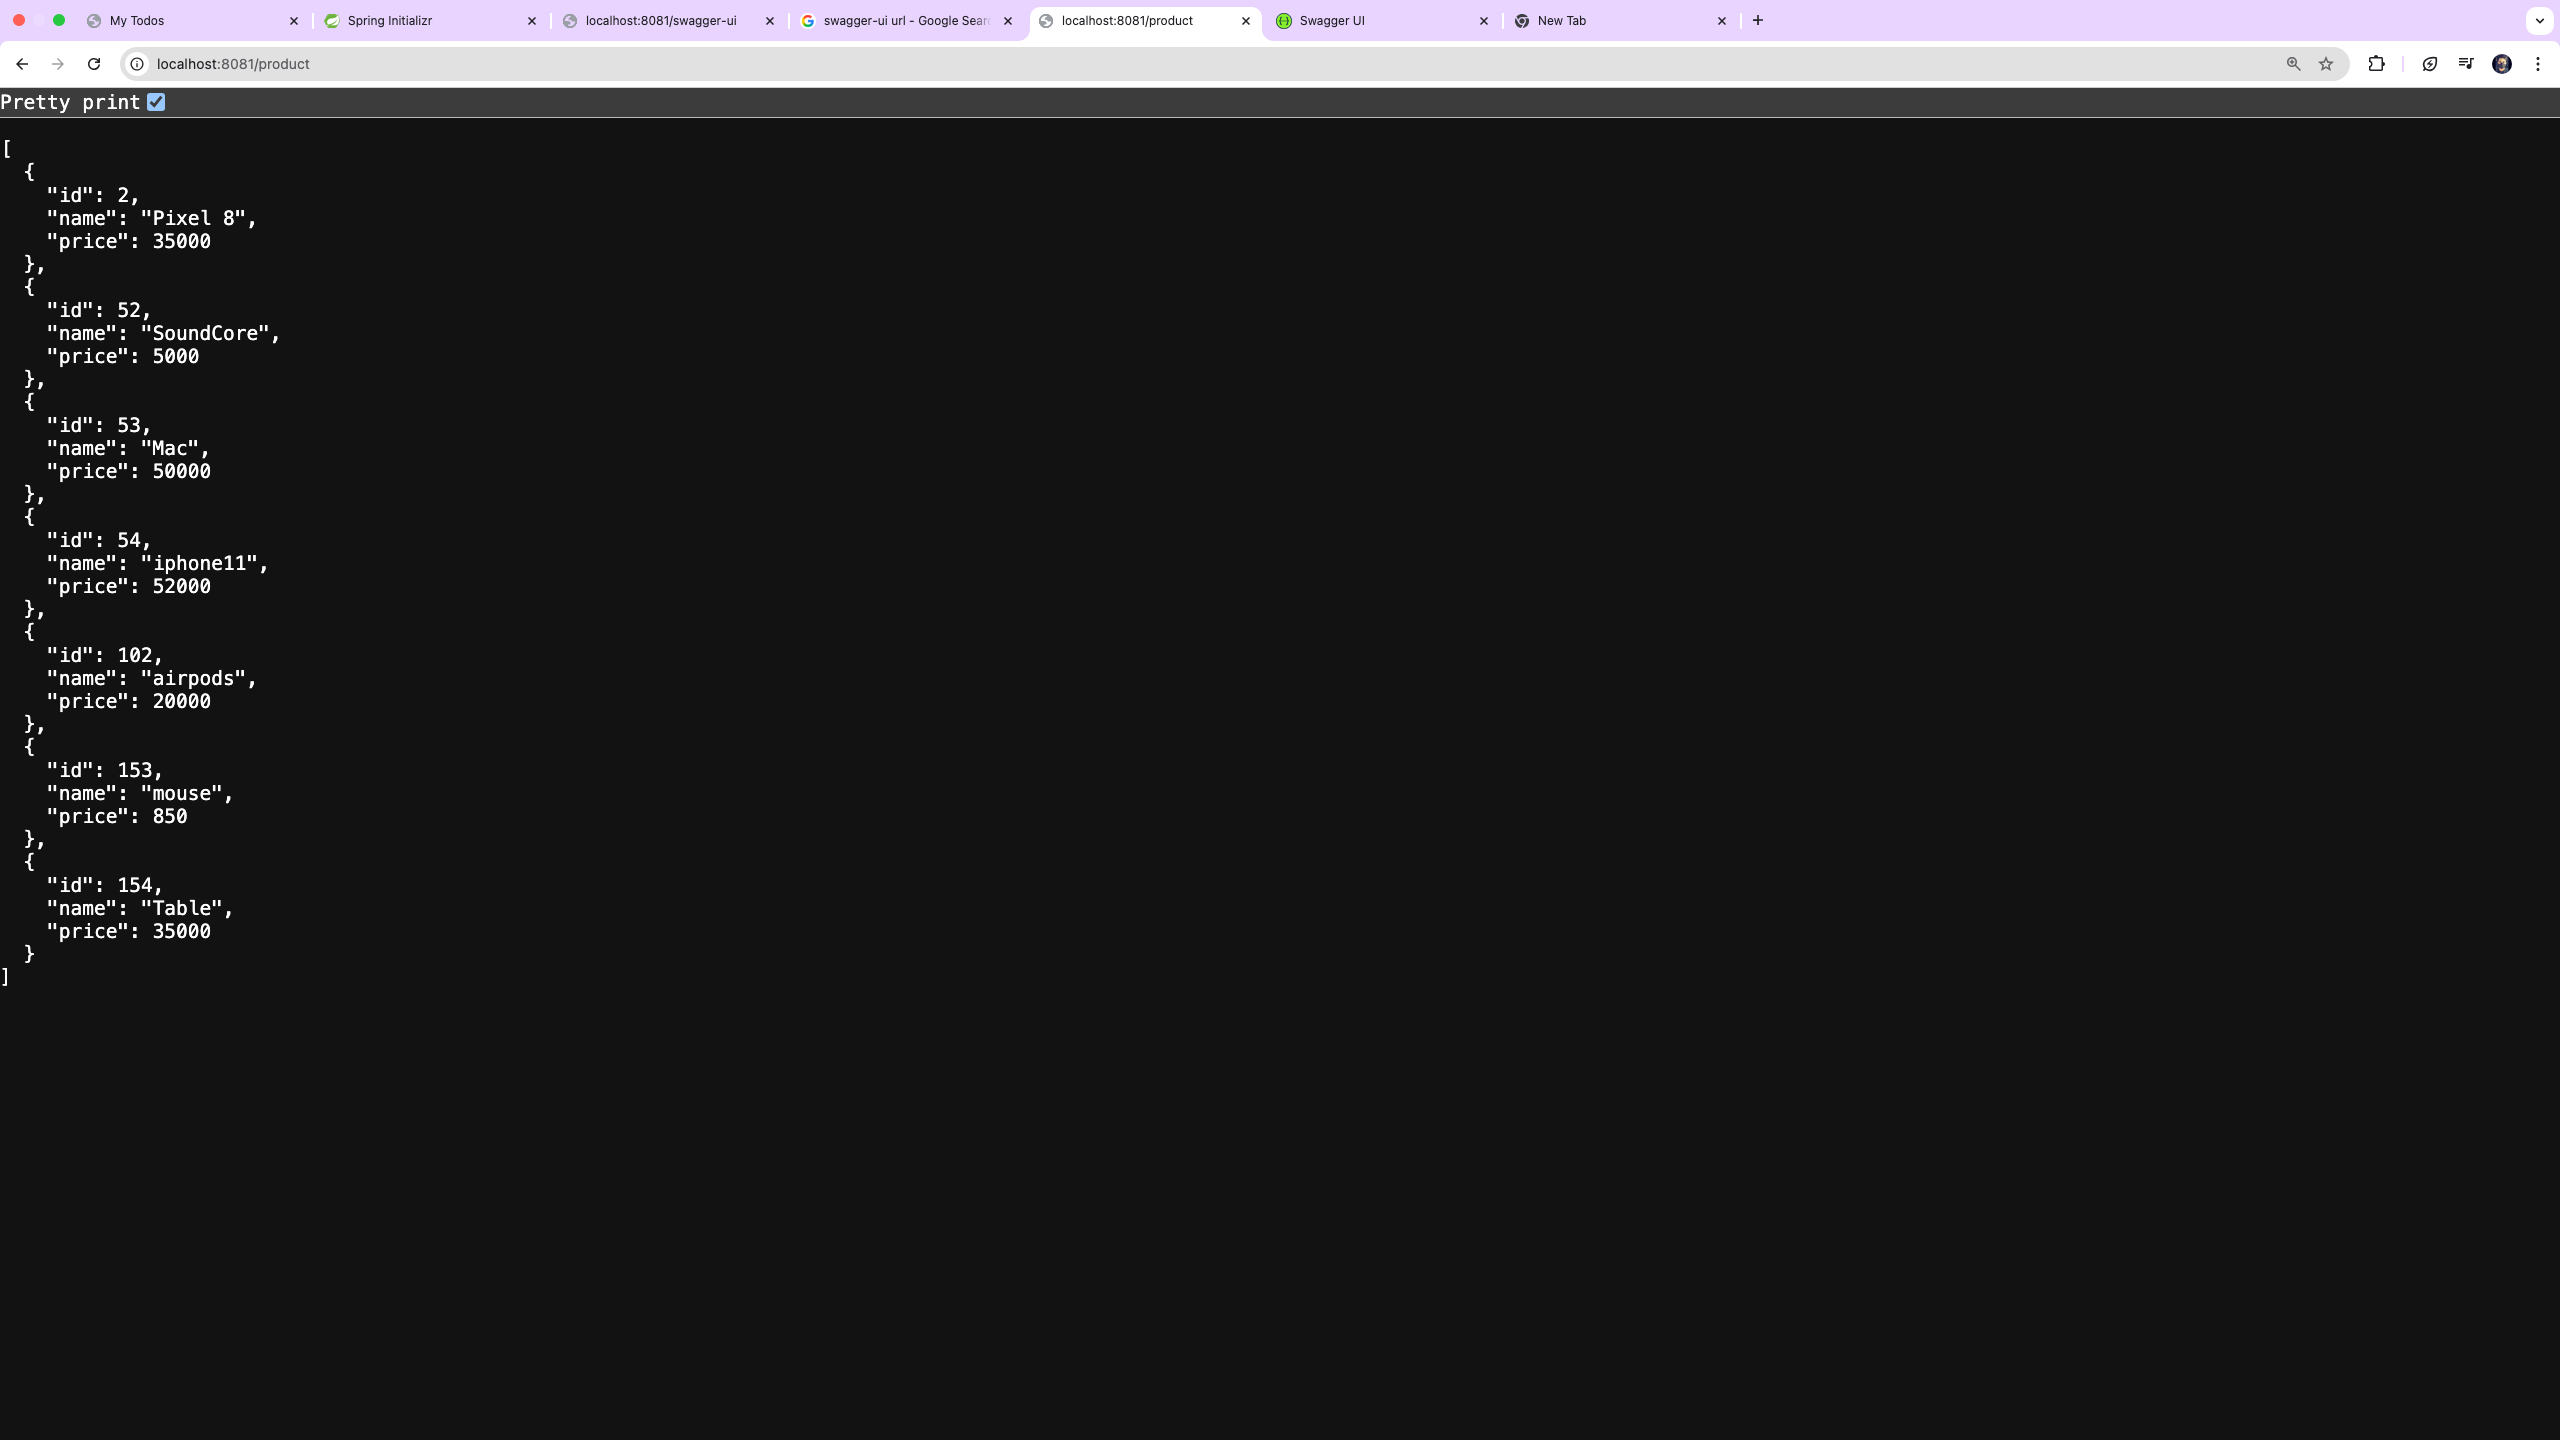 My Todos
Spring Initializr
localhost:8081/swagger-ui
swagger-ui url - Google Sear
localhost:8081/product
Swagger UI
New Tab
localhost:8081/product
Pretty print
[
  {
    "id": 2,
    "name": "Pixel 8",
    "price": 35000
  },
  {
    "id": 52,
    "name": "SoundCore",
    "price": 5000
  },
  {
    "id": 53,
    "name": "Mac",
    "price": 50000
  },
  {
    "id": 54,
    "name": "iphone11",
    "price": 52000
  },
  {
    "id": 102,
    "name": "airpods",
    "price": 20000
  },
  {
    "id": 153,
    "name": "mouse",
    "price": 850
  },
  {
    "id": 154,
    "name": "Table",
    "price": 35000
  }
]